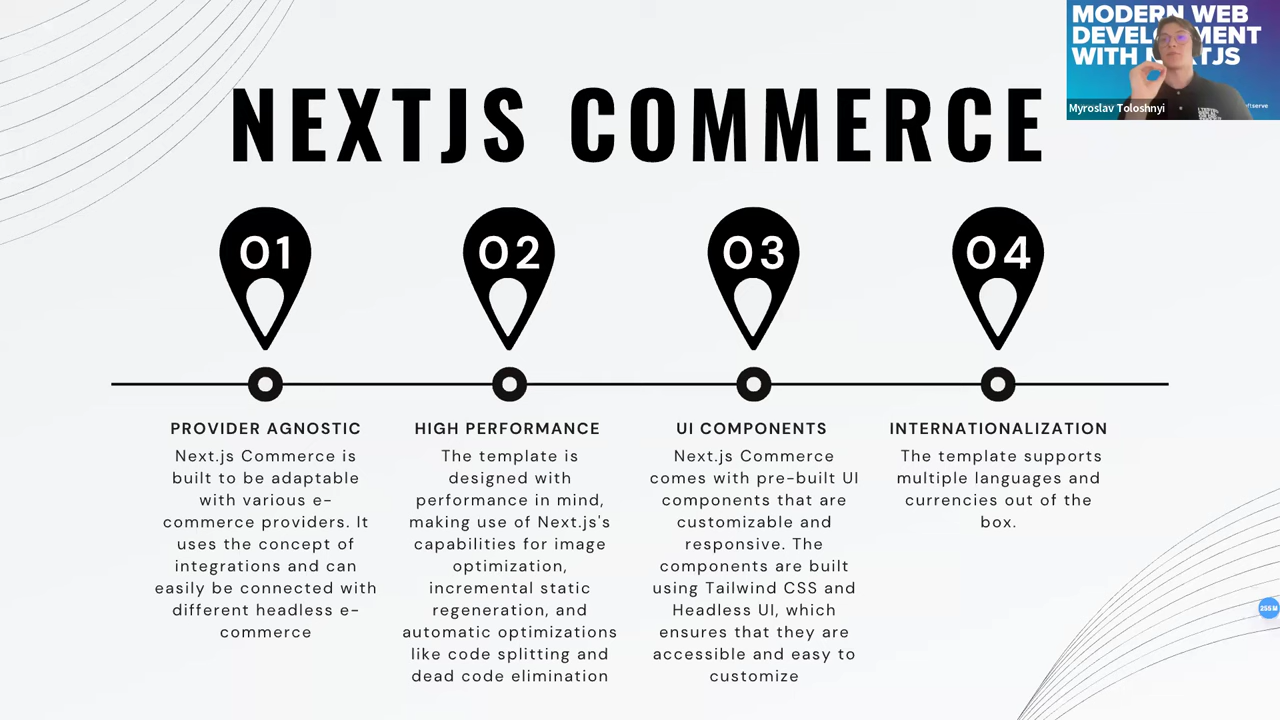 MODERN WEB
DEVEL MENT
WITH N TJS
Myroslav Toloshnyi
NEXTJS COMMERCE
01
02
03
04
PROVIDER AGNOSTIC
Next.js Commerce is
built to be adaptable
with various e-
commerce providers. It
uses the concept of
integrations and can
easily be connected with
different headless e-
commerce
HIGH PERFORMANCE
The template is
designed with
performance in mind,
making use of Next.js's
capabilities for image
optimization,
incremental static
regeneration, and
automatic optimizations
like code splitting and
dead code elimination
UI COMPONENTS
Next.js Commerce
comes with pre-built UI
components that are
customizable and
responsive. The
components are built
using Tailwind CSS and
Headless UI, which
ensures that they are
accessible and easy to
customize
INTERNATIONALIZATION
The template supports
multiple languages and
currencies out of the
box.
255M